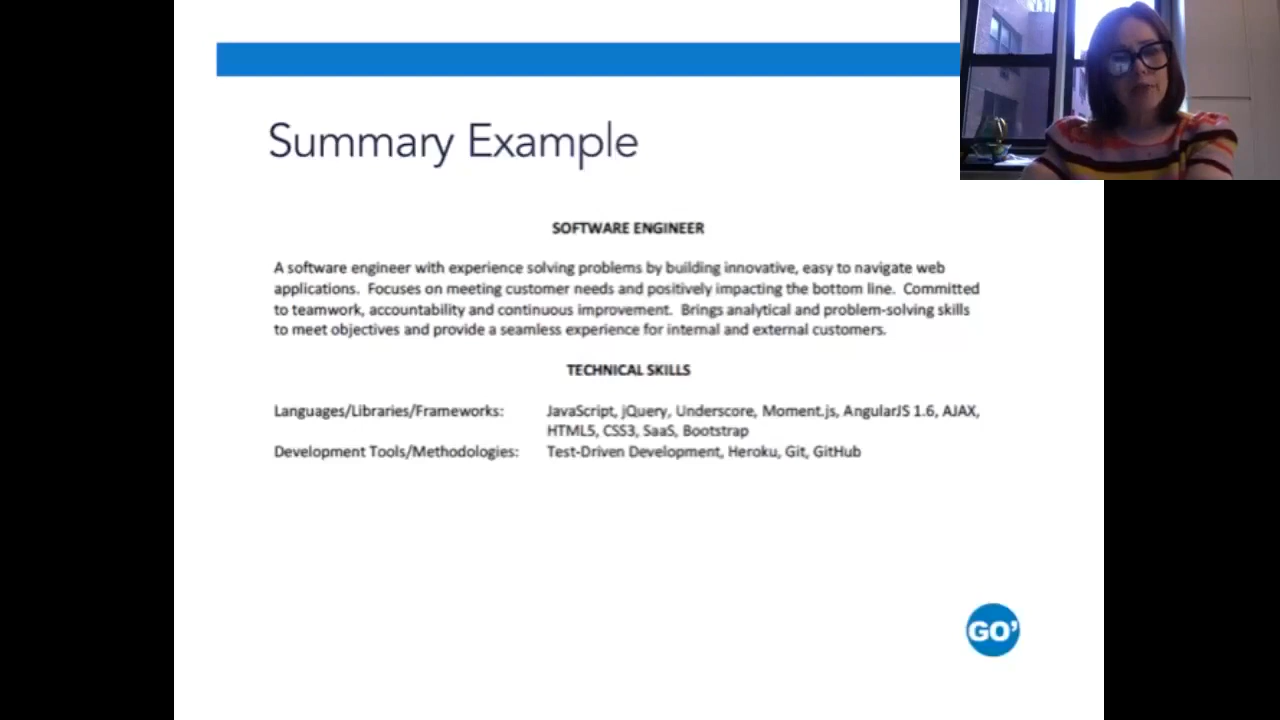 Summary Example
SOFTWARE ENGINEER
A software engineer with experience solving problems by building innovative, easy to navigate web
applications. Focuses on meeting customer needs and positively impacting the bottom line. Committed
to teamwork, accountability and continuous improvement. Brings analytical and problem-solving skills
to meet objectives and provide a seamless experience for internal and external customers.
TECHNICAL SKILLS
Languages/Libraries/Frameworks: JavaScript, jQuery, Underscore, Moment.js, AngularJS 1.6, AJAX,
HTML5, CSS3, SaaS, Bootstrap
Development Tools/Methodologies: Test-Driven Development, Heroku, Git, GitHub
GO’